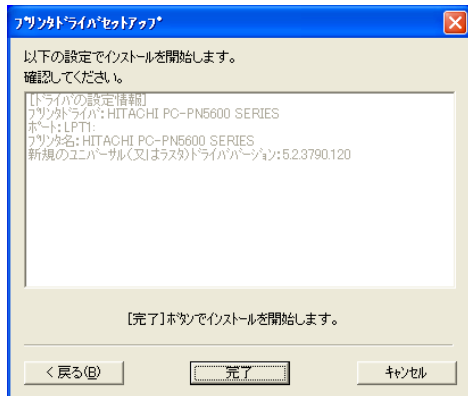 ﾌﾟﾘﾝﾀﾄﾞﾗｲﾊﾞｾｯﾄｱｯﾌﾟ
以下の設定でインストールを開始します。
確認してください。
[ドライバの設定情報]
プリンタドライバ: HITACHI PC-PN5600 SERIES
ポート: LPT1:
プリンタ名: HITACHI PC-PN5600 SERIES
新規のユニバーサル(又はラスタ)ドライババージョン: 5.2.3790.120
[完了]ボタンでインストールを開始します。
< 戻る(B)
完了
ｷｬﾝｾﾙ